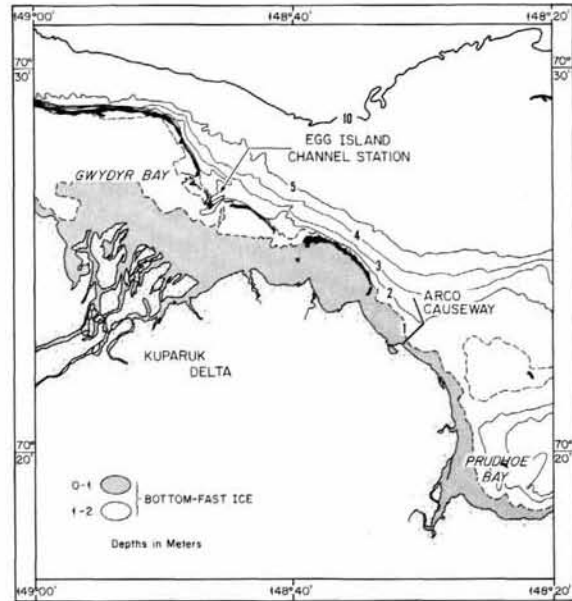 149°00'
148°40'
148°20'
70°
30'
70°
30'
10
EGG ISLAND
CHANNEL STATION
GWYDYR BAY
5
4
3
2
1
ARCO
CAUSEWAY
KUPARUK
DELTA
70°
20'
70°
20'
PRUDHOE
BAY
0-1
1-2
BOTTOM-FAST ICE
Depths in Meters
149°00'
148°40'
148°20'